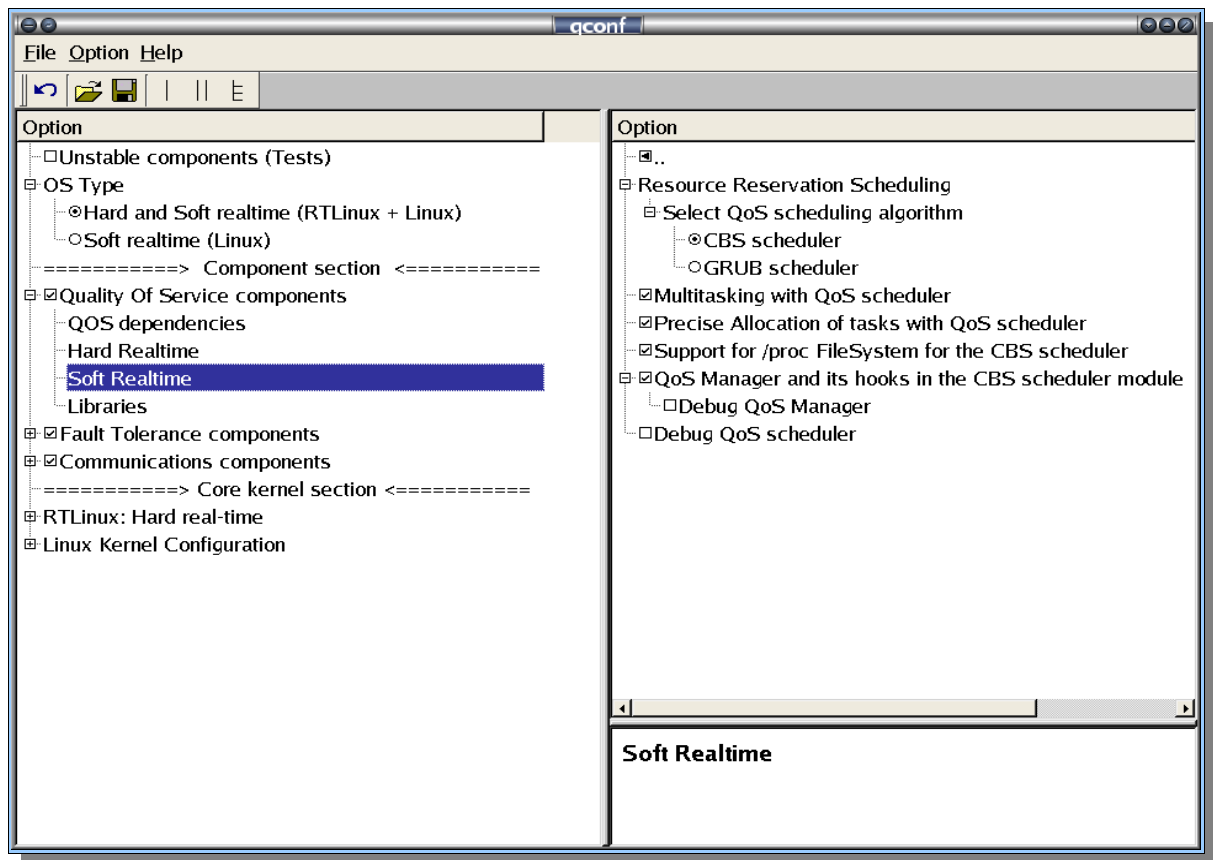 qconf
File Option Help
Option
Unstable components (Tests)
OS Type
Hard and Soft realtime (RTLinux + Linux)
Soft realtime (Linux)
===========> Component section <===========
Quality Of Service components
QOS dependencies
Hard Realtime
Soft Realtime
Libraries
Fault Tolerance components
Communications components
===========> Core kernel section <===========
RTLinux: Hard real-time
Linux Kernel Configuration
Option
..
Resource Reservation Scheduling
Select QoS scheduling algorithm
CBS scheduler
GRUB scheduler
Multitasking with QoS scheduler
Precise Allocation of tasks with QoS scheduler
Support for /proc FileSystem for the CBS scheduler
QoS Manager and its hooks in the CBS scheduler module
Debug QoS Manager
Debug QoS scheduler
Soft Realtime